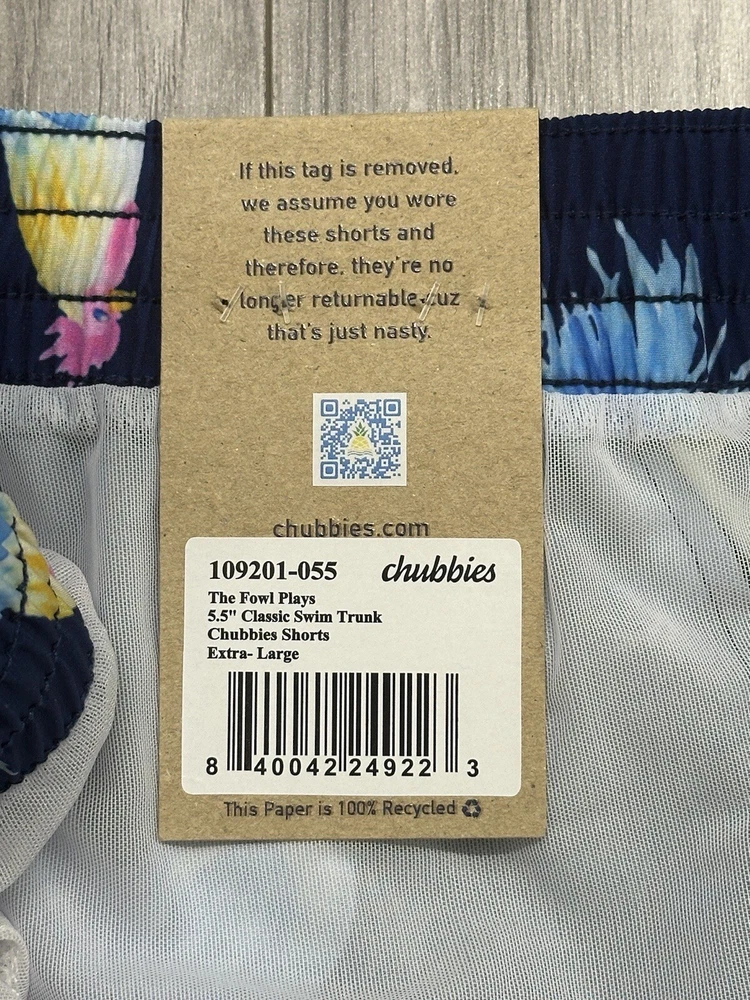 If this tag is removed,
we assume you wore
these shorts and
therefore, they're no
longer returnable cuz
that's just nasty.
chubbies.com
109201-055 chubbies
The Fowl Plays
5.5" Classic Swim Trunk
Chubbies Shorts
Extra- Large
8 40042 24922 3
This Paper is 100% Recycled